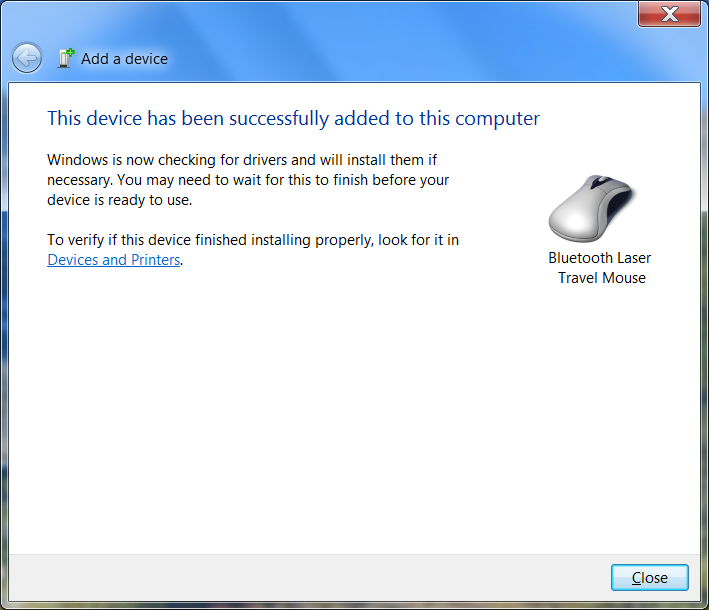 Add a device
This device has been successfully added to this computer
Windows is now checking for drivers and will install them if
necessary. You may need to wait for this to finish before your
device is ready to use.
To verify if this device finished installing properly, look for it in
Devices and Printers.
Bluetooth Laser
Travel Mouse
Close